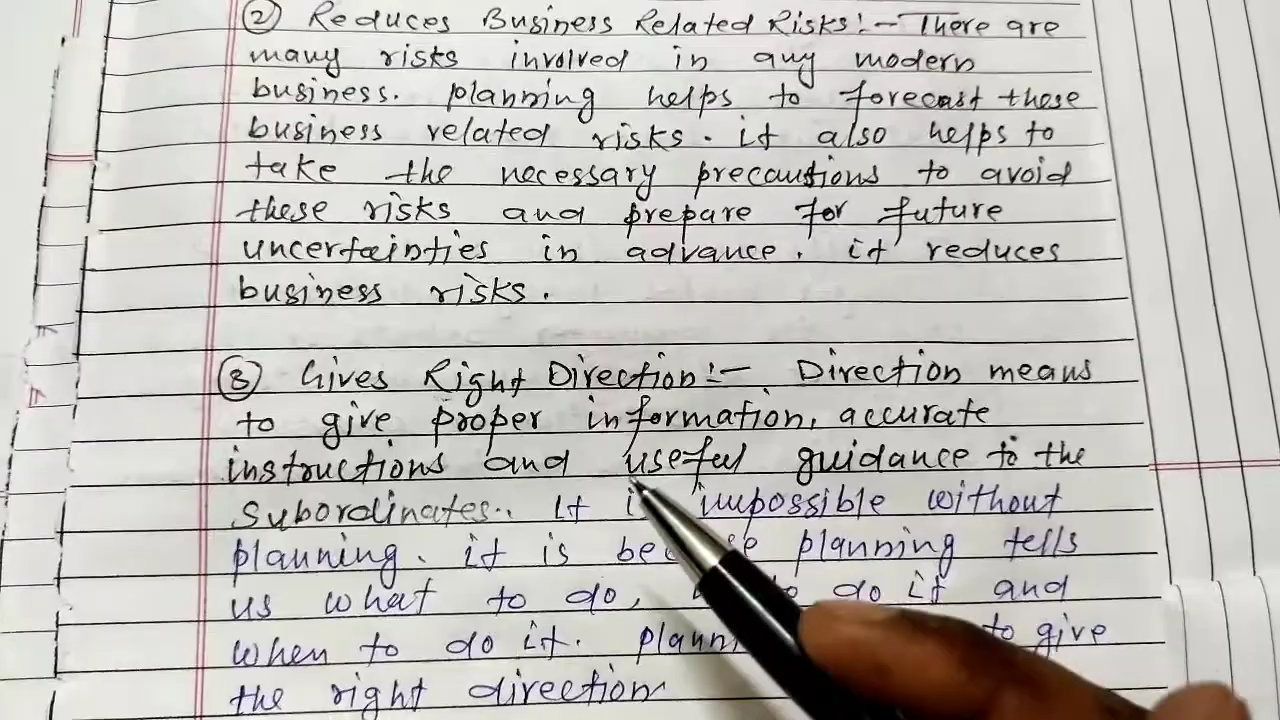 ② Reduces Business Related Risks:- There are
many risks involved in any modern
business. planning helps to forecast these
business related risks. it also helps to
take the necessary precautions to avoid
these risks and prepare for future
uncertainties in advance. it reduces
business risks.
③ Gives Right Direction:- Direction means
to give proper information, accurate
instructions and useful guidance to the
Subordinates.. It impossible without
planning. it is planning tells
us what to do, to do it and
when to do it. to give
the right direction